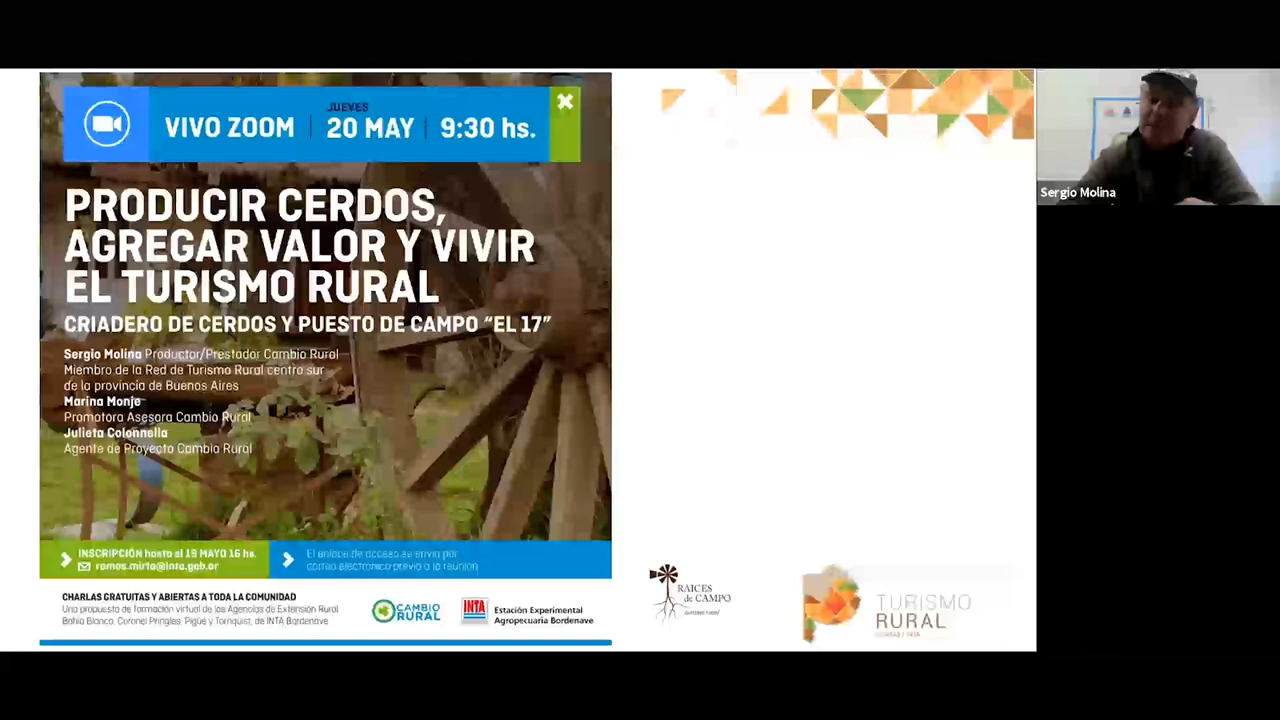 JUEVES
VIVO ZOOM | 20 MAY | 9:30 hs.
PRODUCIR CERDOS,
AGREGAR VALOR Y VIVIR
EL TURISMO RURAL
CRIADERO DE CERDOS Y PUESTO DE CAMPO “EL 17”
Sergio Molina Productor/Prestador Cambio Rural
Miembro de la Red de Turismo Rural centro sur
de la provincia de Buenos Aires
Marina Monje
Promotora Asesora Cambio Rural
Julieta Colonnella
Agente de Proyecto Cambio Rural
INSCRIPCIÓN hasta el 19 MAYO 16 hs.
ramos.mirta@inta.gob.ar
El enlace de acceso se envía por
correo electrónico previo a la reunión
CHARLAS GRATUITAS Y ABIERTAS A TODA LA COMUNIDAD
Una propuesta de formación virtual de las Agencias de Extensión Rural
Bahía Blanca, Coronel Pringles, Pigüé y Tornquist, de INTA Bordenave
CAMBIO
RURAL
INTA
Estación Experimental
Agropecuaria Bordenave
RAICES
de CAMPO
TURISMO
RURAL
Sergio Molina